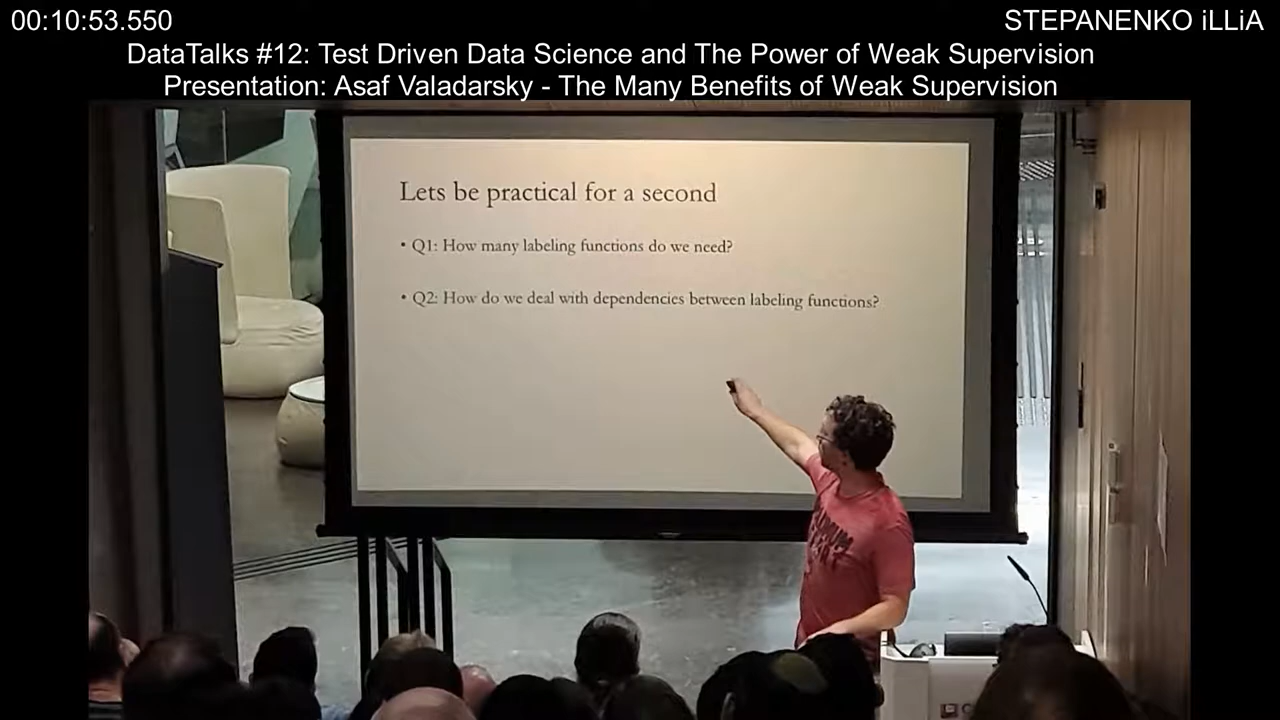 00:10:53.550
STEPANENKO iLLiA
DataTalks #12: Test Driven Data Science and The Power of Weak Supervision
Presentation: Asaf Valadarsky - The Many Benefits of Weak Supervision
Lets be practical for a second
• Q1: How many labeling functions do we need?
• Q2: How do we deal with dependencies between labeling functions?